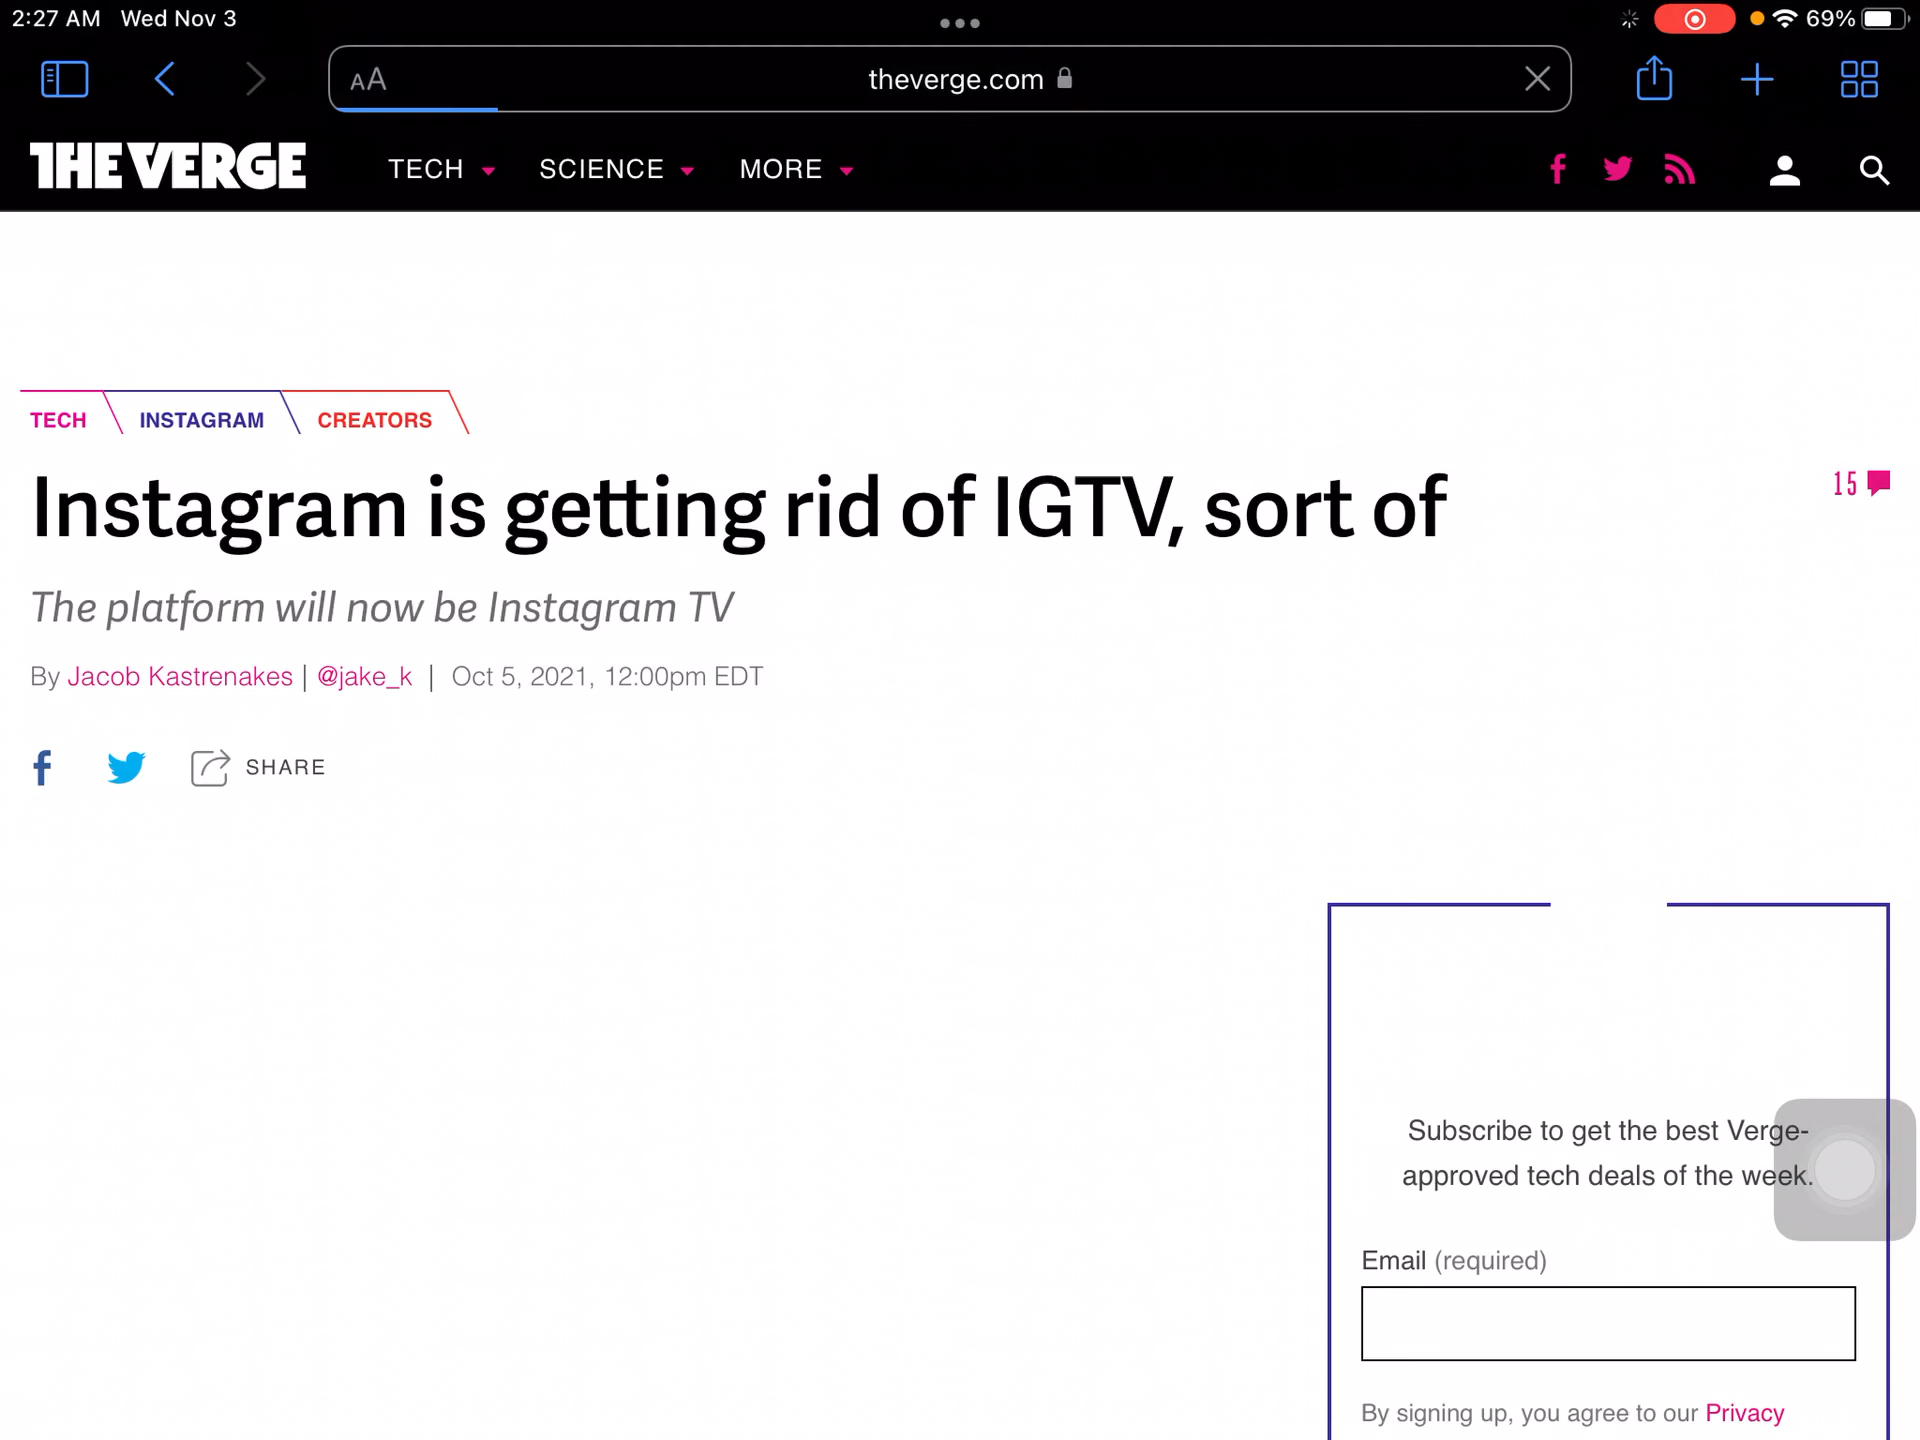 2:27 AM Wed Nov 3
69%
AA
theverge.com
THE VERGE
TECH
SCIENCE
MORE
TECH
INSTAGRAM
CREATORS
Instagram is getting rid of IGTV, sort of
15
The platform will now be Instagram TV
By Jacob Kastrenakes | @jake_k | Oct 5, 2021, 12:00pm EDT
SHARE
Subscribe to get the best Verge-
approved tech deals of the week.
Email (required)
By signing up, you agree to our Privacy